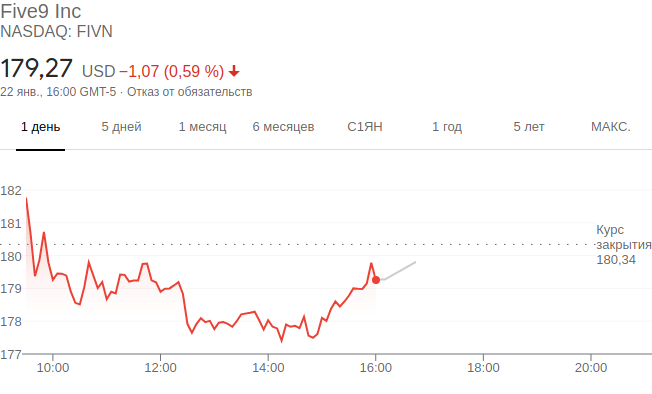 Five9 Inc
NASDAQ: FIVN
179,27 USD −1,07 (0,59 %)
22 янв., 16:00 GMT-5 · Отказ от обязательств
1 день 5 дней 1 месяц 6 месяцев С1ЯН 1 год 5 лет МАКС.
182
181
Курс
закрытия
180,34
180
179
178
177
10:00 12:00 14:00 16:00 18:00 20:00